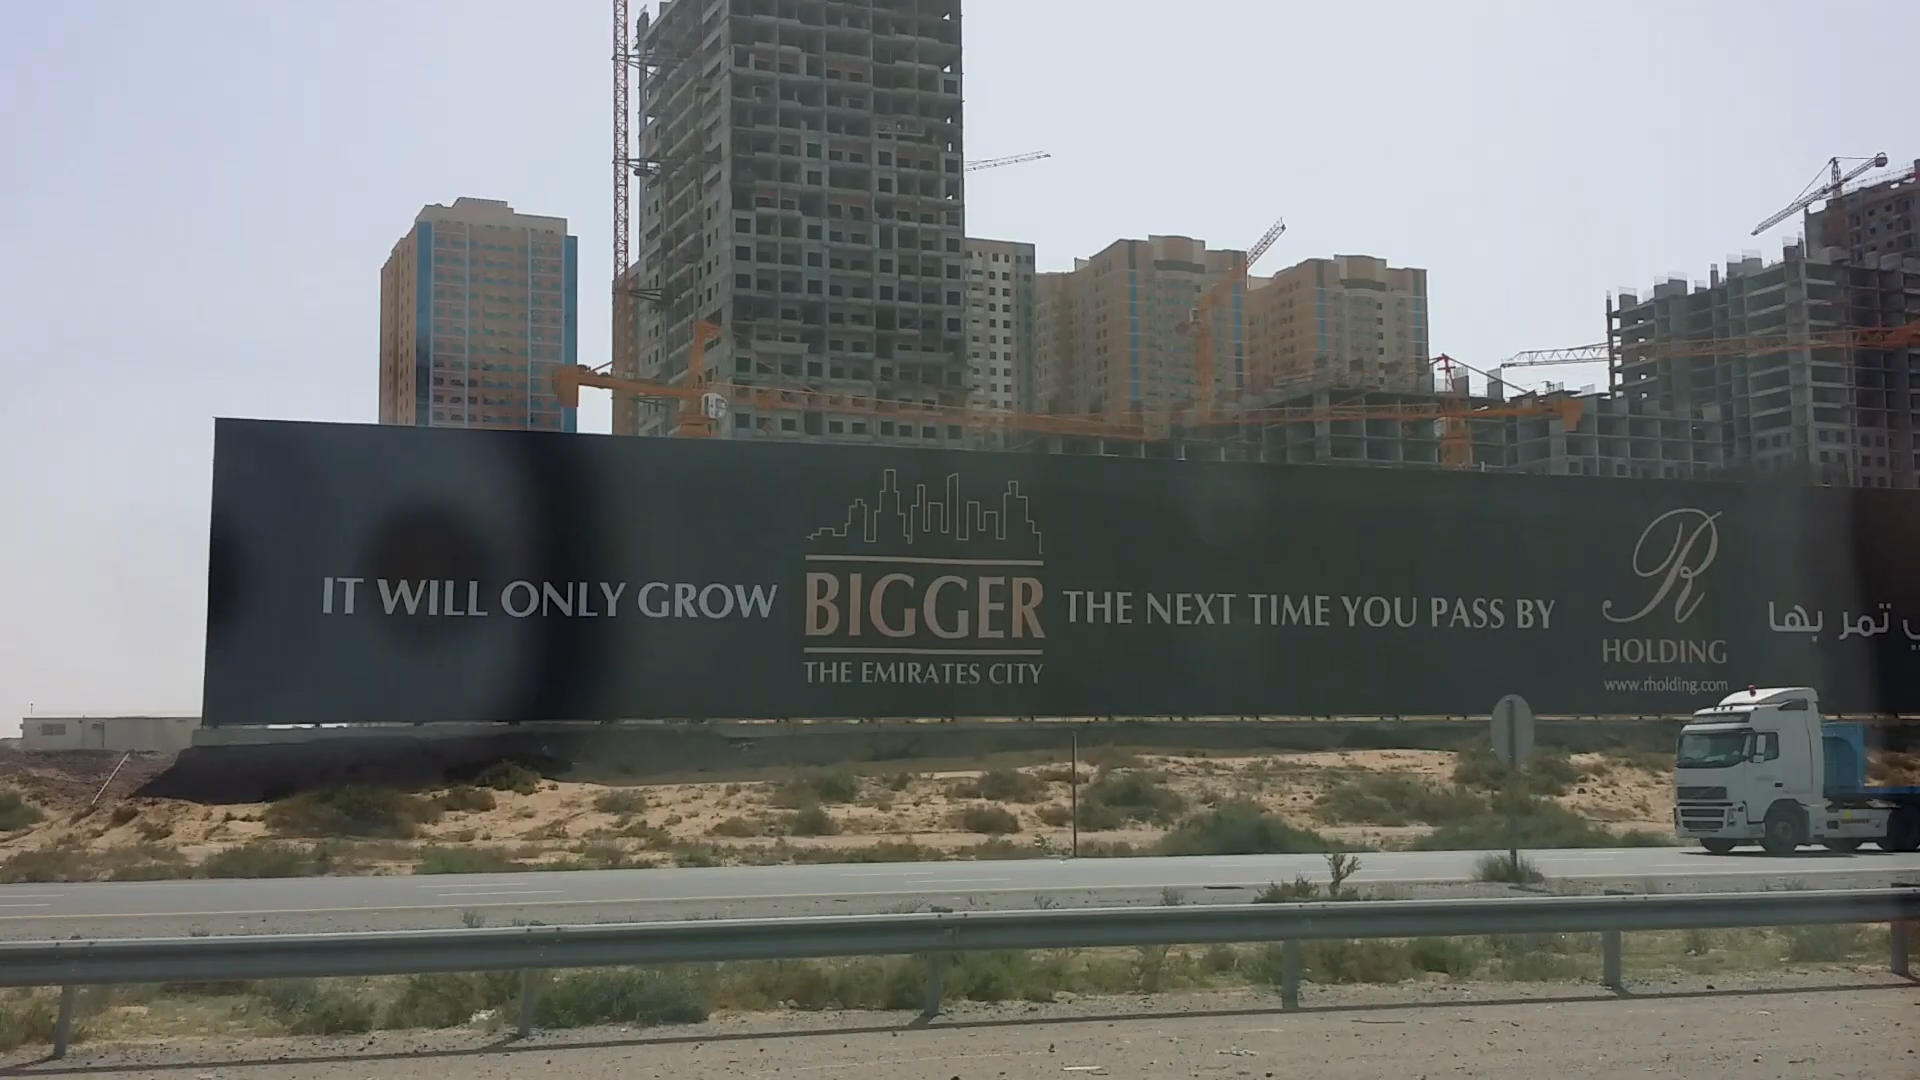 IT WILL ONLY GROW BIGGER THE NEXT TIME YOU PASS BY
THE EMIRATES CITY
R
HOLDING
www.rholding.com
تمر بها